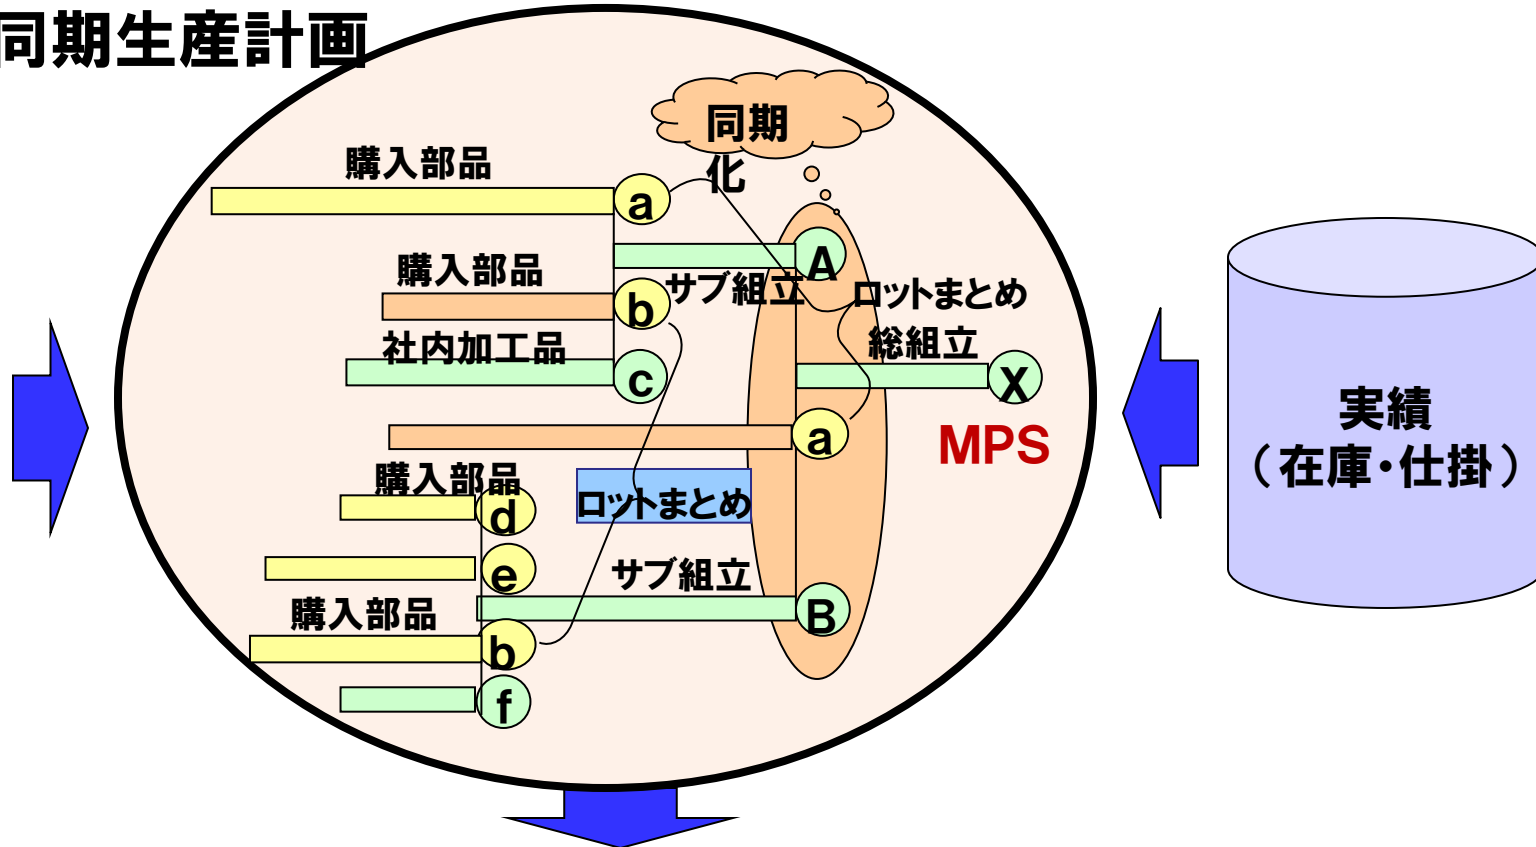 同期生産計画
同期
化
購入部品
a
A
購入部品
サブ組立
ロットまとめ
b
社内加工品
総組立
c
X
a
MPS
実績
（在庫・仕掛）
購入部品
d
ロットまとめ
e
サブ組立
購入部品
B
b
f